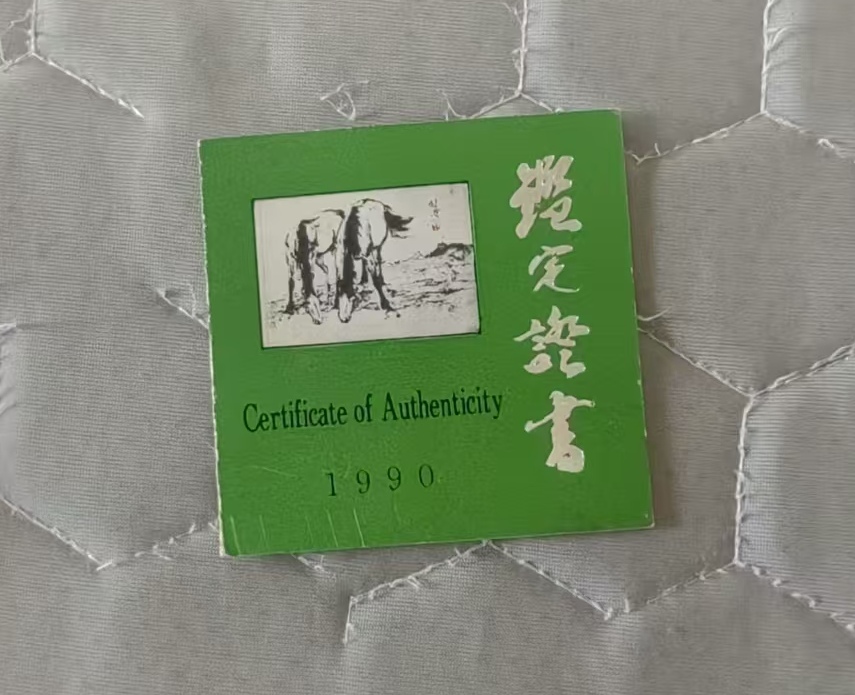 鑑定證書
Certificate of Authenticity
1990